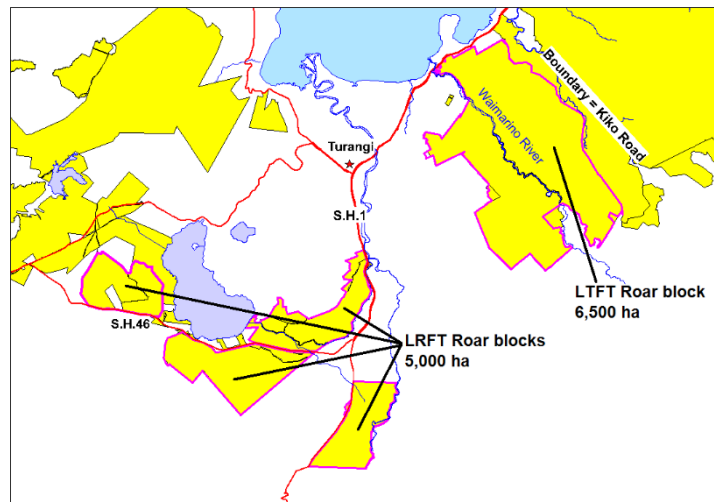 Boundary = Kiko Road
Waimarino River
Turangi
S.H.1
LTFT Roar block
6,500 ha
S.H.46
LRFT Roar blocks
5,000 ha